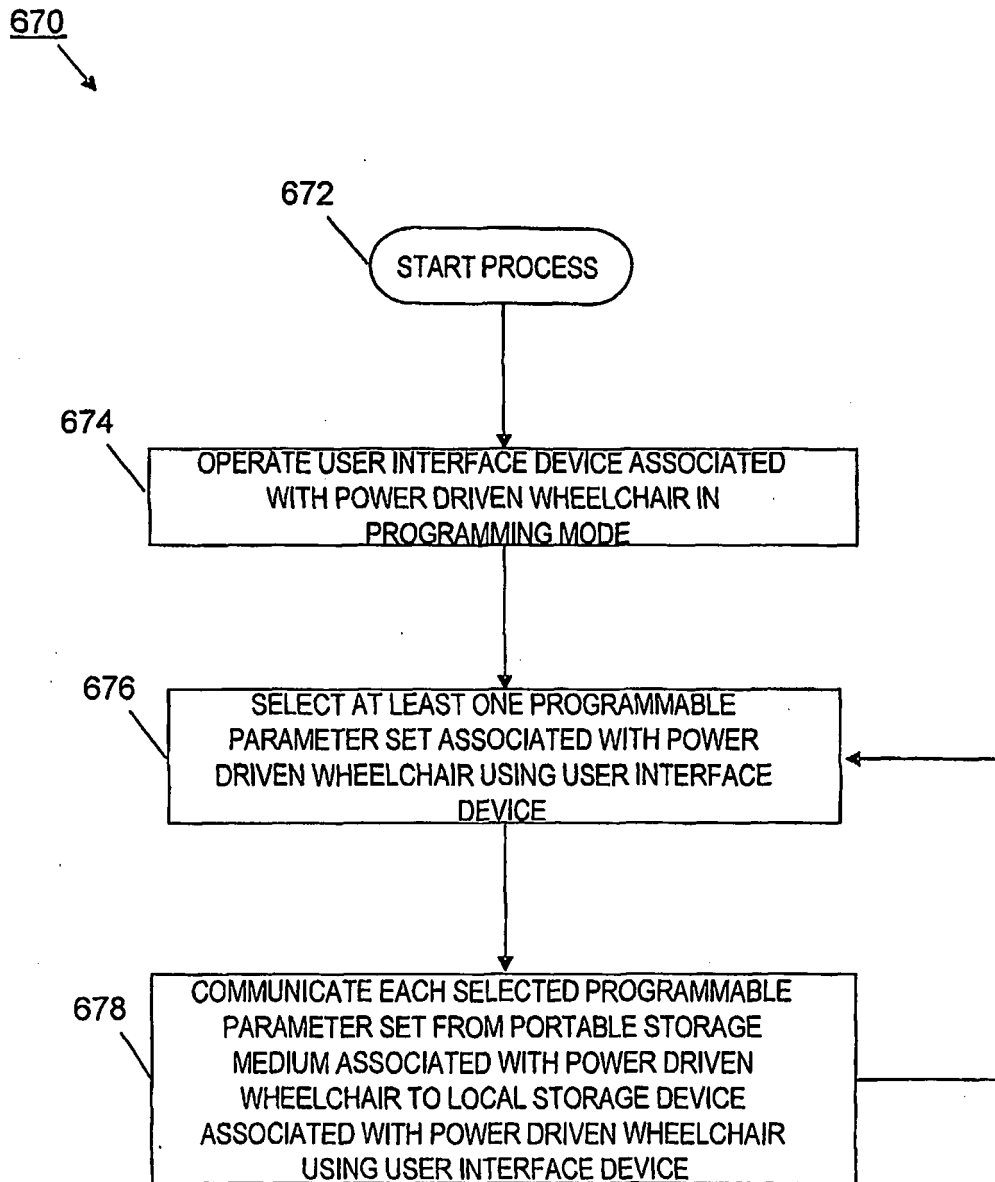 670
672
START PROCESS
674
OPERATE USER INTERFACE DEVICE ASSOCIATED
WITH POWER DRIVEN WHEELCHAIR IN
PROGRAMMING MODE
676
SELECT AT LEAST ONE PROGRAMMABLE
PARAMETER SET ASSOCIATED WITH POWER
DRIVEN WHEELCHAIR USING USER INTERFACE
DEVICE
678
COMMUNICATE EACH SELECTED PROGRAMMABLE
PARAMETER SET FROM PORTABLE STORAGE
MEDIUM ASSOCIATED WITH POWER DRIVEN
WHEELCHAIR TO LOCAL STORAGE DEVICE
ASSOCIATED WITH POWER DRIVEN WHEELCHAIR
USING USER INTERFACE DEVICE